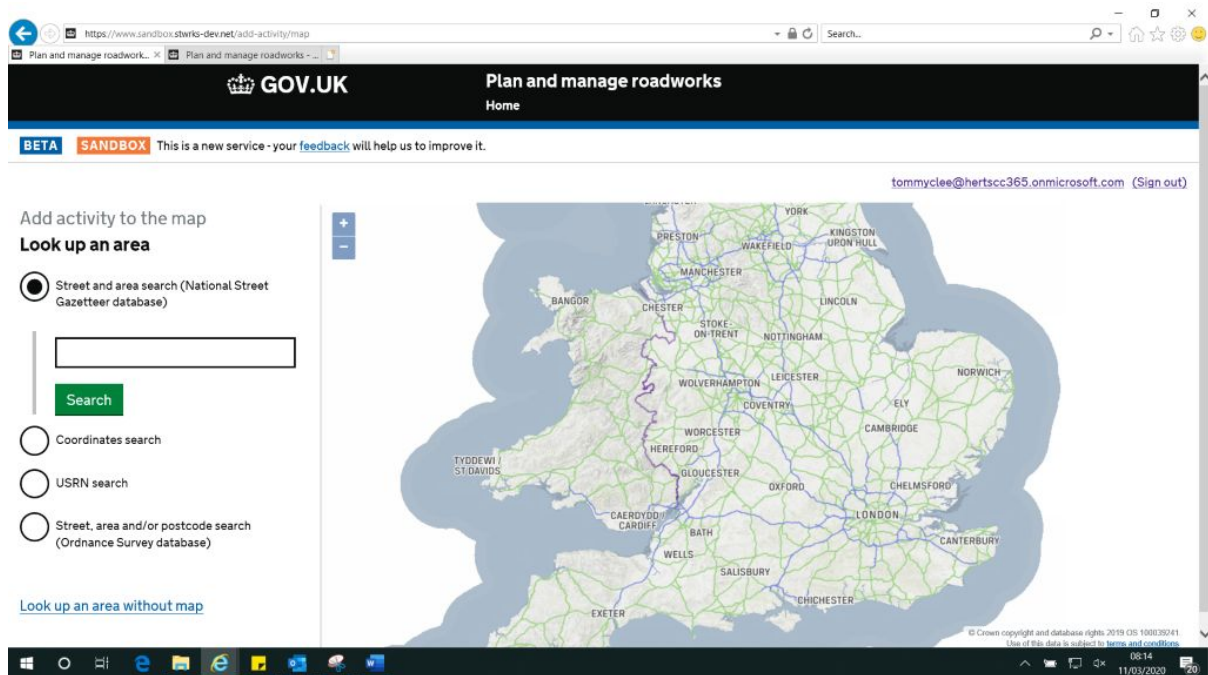 https://www.sandbox.stwrks-dev.net/add-activity/map
Search...
Plan and manage roadwork...
Plan and manage roadworks - ...
GOV.UK
Plan and manage roadworks
Home
BETA
SANDBOX
This is a new service - your feedback will help us to improve it.
tommyclee@hertscc365.onmicrosoft.com (Sign out)
Add activity to the map
Look up an area
Street and area search (National Street
Gazetteer database)
Search
Coordinates search
USRN search
Street, area and/or postcode search
(Ordnance Survey database)
Look up an area without map
+
−
YORK
PRESTON
WAKEFIELD
KINGSTON
UPON HULL
MANCHESTER
BANGOR
CHESTER
LINCOLN
STOKE-
ON-TRENT
NOTTINGHAM
NORWICH
WOLVERHAMPTON
LEICESTER
COVENTRY
ELY
CAMBRIDGE
WORCESTER
HEREFORD
TYDDEWI /
ST DAVIDS
GLOUCESTER
OXFORD
CHELMSFORD
CAERDYDD /
CARDIFF
LONDON
BATH
CANTERBURY
WELLS
SALISBURY
CHICHESTER
EXETER
© Crown copyright and database rights 2019 OS 100039241.
Use of this data is subject to terms and conditions.
08:14
11/03/2020
20